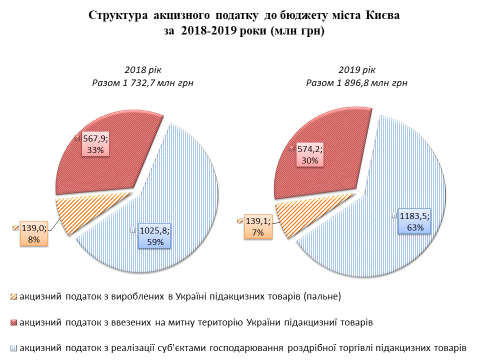 Структура акцизного податку до бюджету міста Києва
за 2018-2019 роки (млн грн)
2018 рік
Разом 1 732,7 млн грн
2019 рік
Разом 1 896,8 млн грн
567,9;
33%
139,0;
8%
1025,8;
59%
574,2;
30%
139,1;
7%
1183,5;
63%
акцизний податок з вироблених в Україні підакцизних товарів (пальне)
акцизний податок з ввезених на митну територію України підакцизниї товарів
акцизний податок з реалізації суб'єктами господарювання роздрібної торгівлі підакцизних товарів